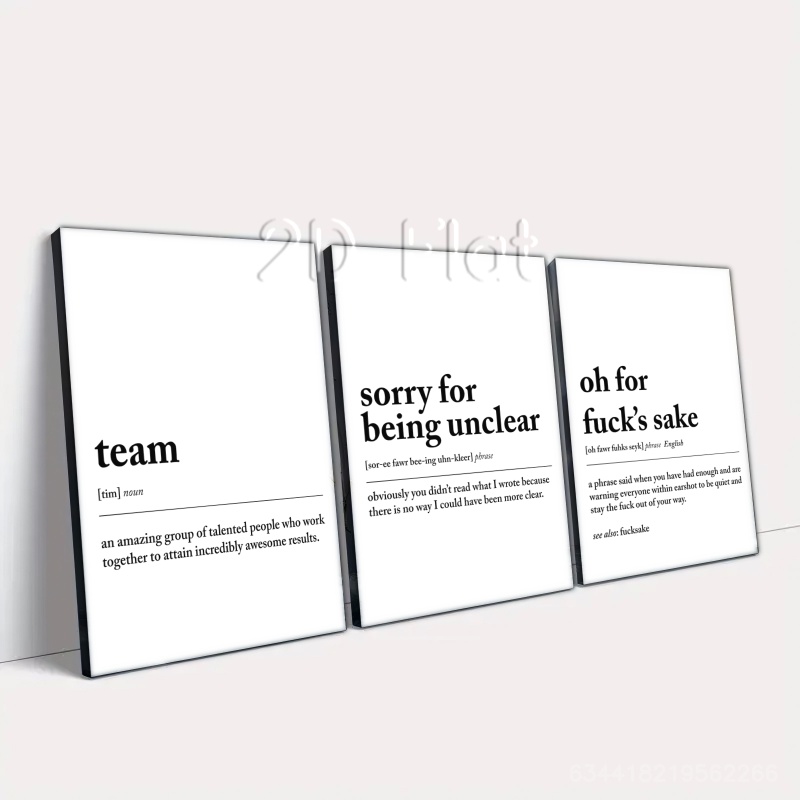 2D Flat
team
[tim] noun
an amazing group of talented people who work
together to attain incredibly awesome results.
sorry for
being unclear
[sor-ee fawr bee-ing uhn-kleer] phrase
obviously you didn't read what I wrote because
there is no way I could have been more clear.
oh for
fuck's sake
[oh fawr fuhks seyk] phrase English
a phrase said when you have had enough and are
warning everyone within earshot to be quiet and
stay the fuck out of your way.
see also: fucksake